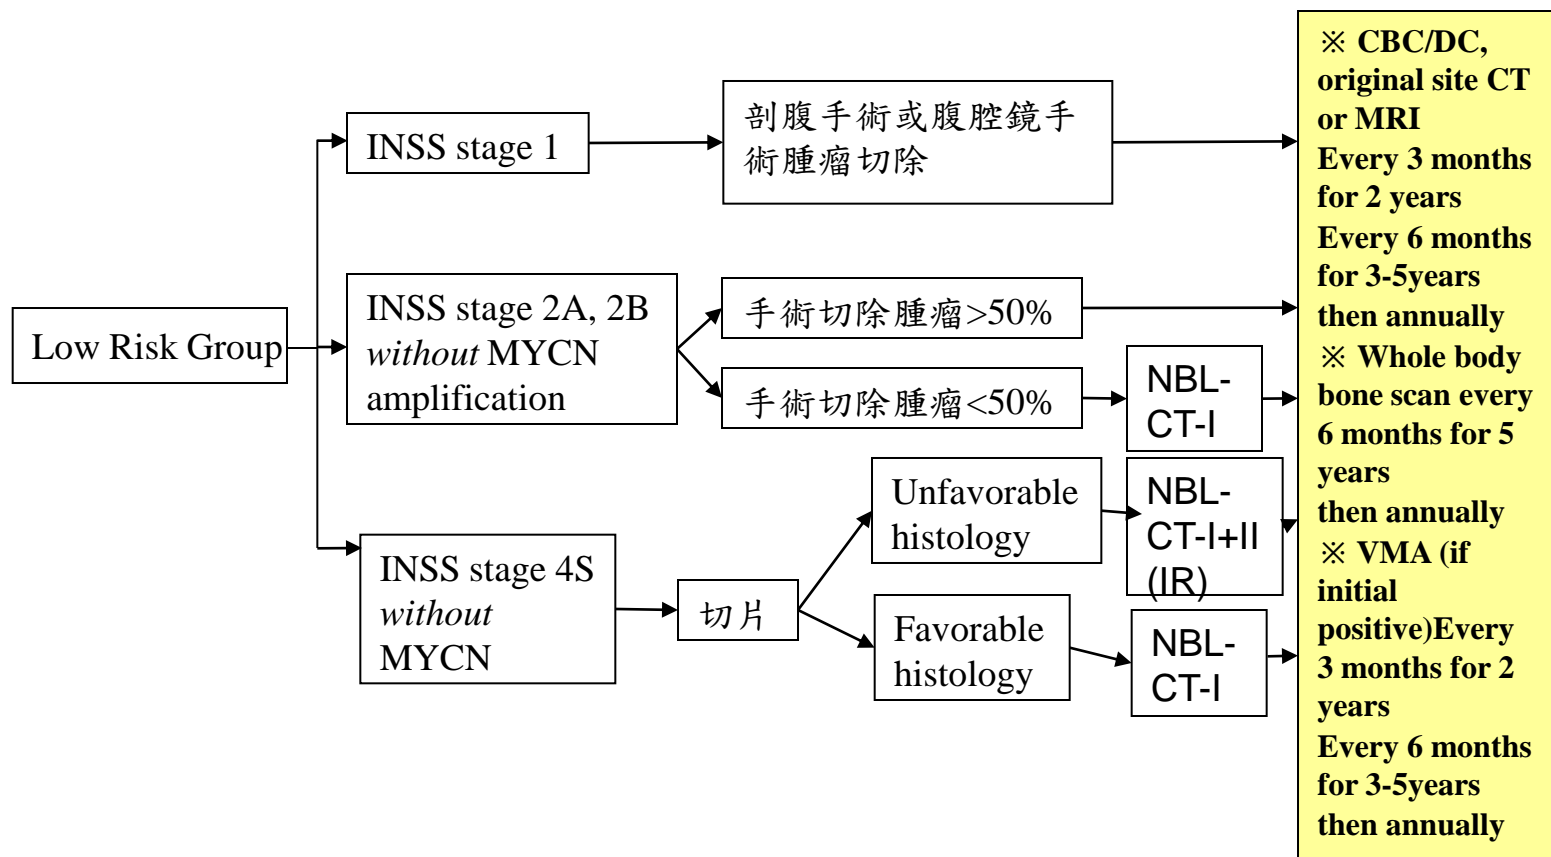 Low Risk Group
INSS stage 1
剖腹手術或腹腔鏡手
術腫瘤切除
INSS stage 2A, 2B
without MYCN
amplification
手術切除腫瘤>50%
手術切除腫瘤<50%
NBL-
CT-I
INSS stage 4S
without
MYCN
切片
Unfavorable
histology
NBL-
CT-I+II
(IR)
Favorable
histology
NBL-
CT-I
※ CBC/DC,
original site CT
or MRI
Every 3 months
for 2 years
Every 6 months
for 3-5years
then annually
※ Whole body
bone scan every
6 months for 5
years
then annually
※ VMA (if
initial
positive)Every
3 months for 2
years
Every 6 months
for 3-5years
then annually